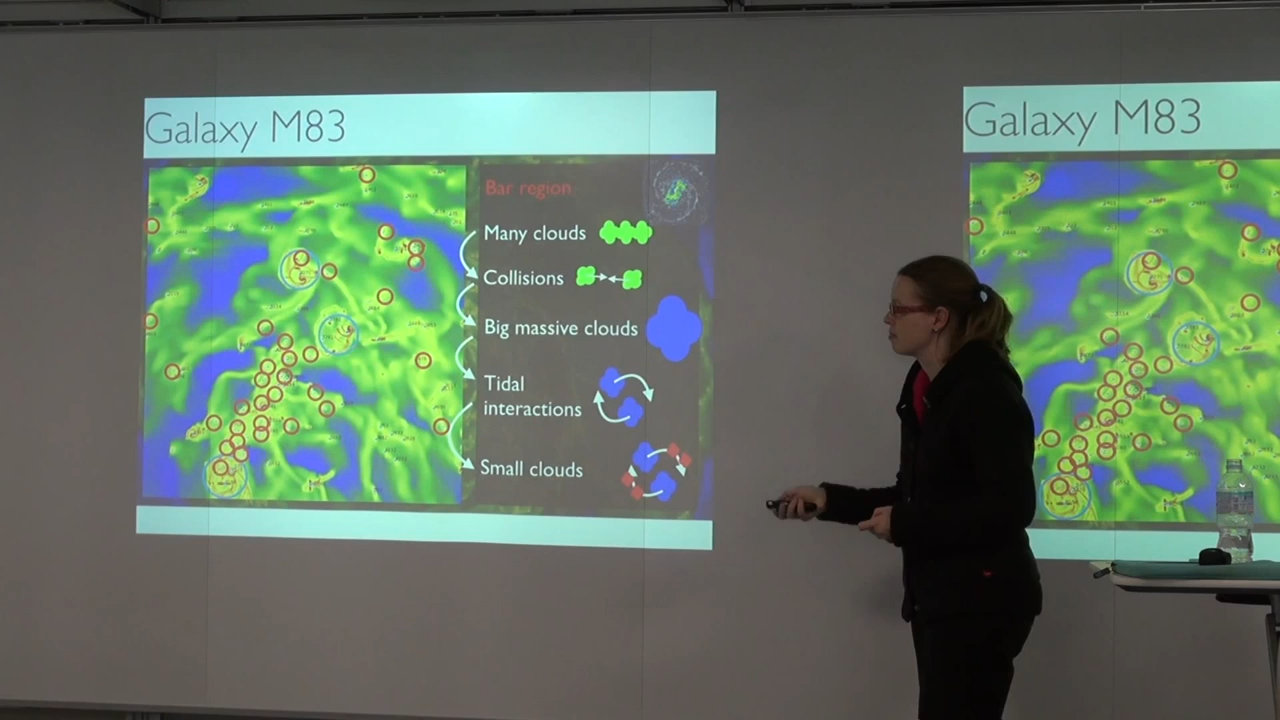 Galaxy M83
Bar region
Many clouds
Collisions
Big massive clouds
Tidal
interactions
Small clouds
Galaxy M83